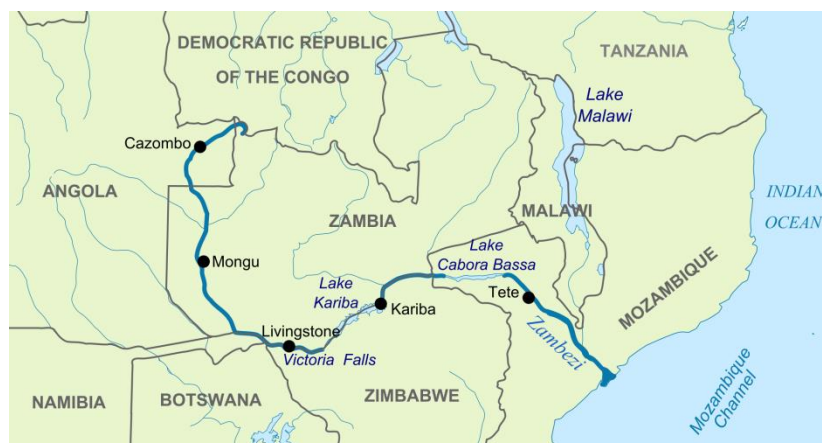 DEMOCRATIC REPUBLIC
OF THE CONGO
TANZANIA
Lake
Malawi
Cazombo
ANGOLA
INDIAN
OCEAN
ZAMBIA
MALAWI
Mongu
Lake
Cabora Bassa
MOZAMBIQUE
Lake
Kariba
Kariba
Tete
Zambezi
Livingstone
Victoria Falls
NAMIBIA
BOTSWANA
ZIMBABWE
Mozambique
Channel